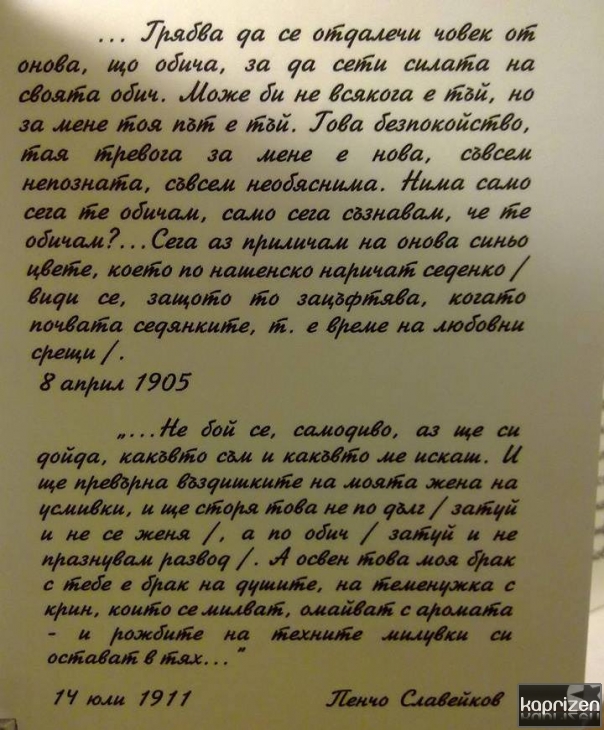 ... Трябва да се отдалечи човек от
онова, що обича, за да сети силата на
своята обич. Може би не всякога е тъй, но
за мене тоя път е тъй. Това безпокойство,
тая тревога за мене е нова, съвсем
непозната, съвсем необяснима. Нима само
сега те обичам, само сега съзнавам, че те
обичам?...Сега аз приличам на онова синьо
цвете, което по нашенско наричат седенко /
види се, защото то зацъфтява, когато
почват седянките, т. е време на любовни
срещи /.
8 април 1905
„...Не бой се, самодиво, аз ще си
дойда, какъвто съм и какъвто ме искаш. И
ще превърна въздишките на моята жена на
усмивки, и ще сторя това не по дълг / затуй
и не се женя /, а по обич / затуй и не
празнувам развод /. А освен това моя брак
с тебе е брак на душите, на теменужка с
крин, които се милват, омайват с аромата
- и рожбите на техните милувки си
остават в тях..."
14 юли 1911 Пенчо Славейков
kaprizen